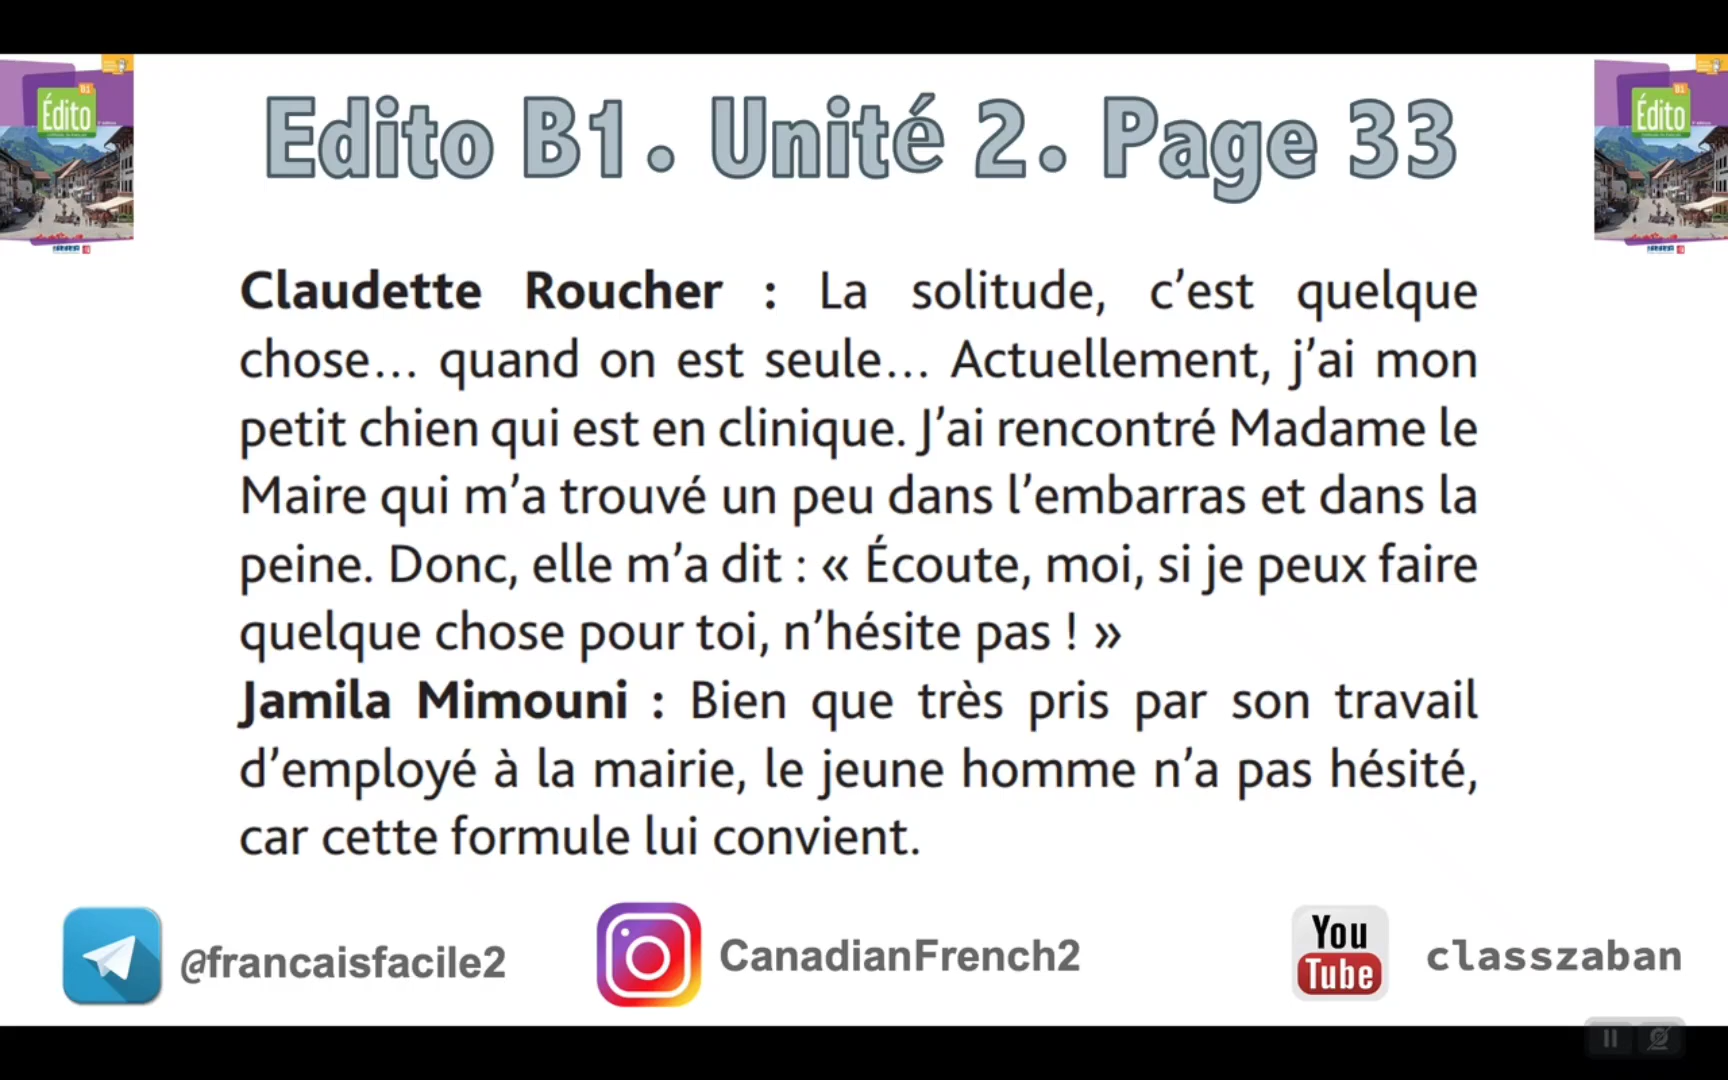 Edito B1. Unité 2. Page 33
B1
Édito
B1
Édito
Claudette Roucher : La solitude, c’est quelque
chose... quand on est seule... Actuellement, j’ai mon
petit chien qui est en clinique. J’ai rencontré Madame le
Maire qui m’a trouvé un peu dans l’embarras et dans la
peine. Donc, elle m’a dit : « Écoute, moi, si je peux faire
quelque chose pour toi, n’hésite pas ! »
Jamila Mimouni : Bien que très pris par son travail
d’employé à la mairie, le jeune homme n’a pas hésité,
car cette formule lui convient.
@francaisfacile2
CanadianFrench2
You
Tube
classzaban